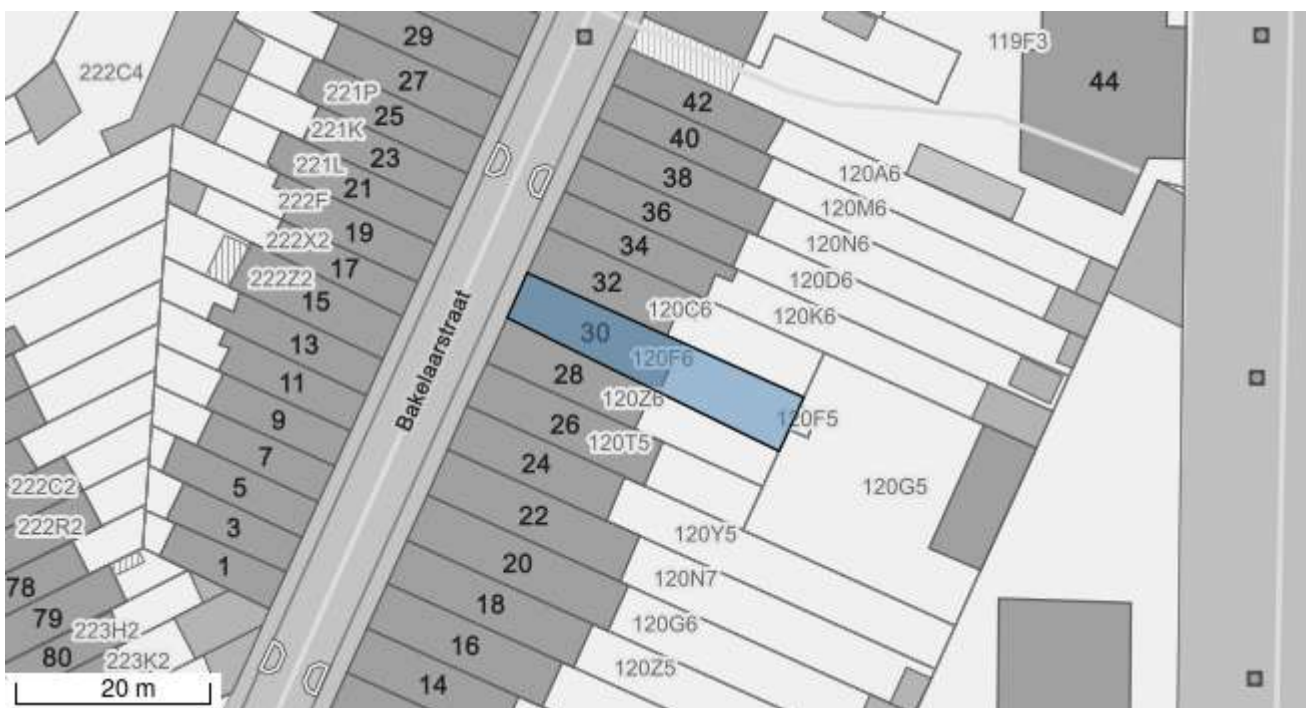 29
222C4
119F3
27
44
221P
42
25
221K
40
23
221L
38
120A6
21
222F
36
120M6
19
222X2
34
120N6
17
222Z2
32
120D6
15
120C6
120K6
30
13
120F6
Bakelaarstraat
28
11
120Z6
120F5
9
26
120T5
7
24
222C2
5
120G5
22
222R2
3
120Y5
20
1
120N7
78
18
79
223H2
120G6
16
80
223K2
120Z5
14
20 m